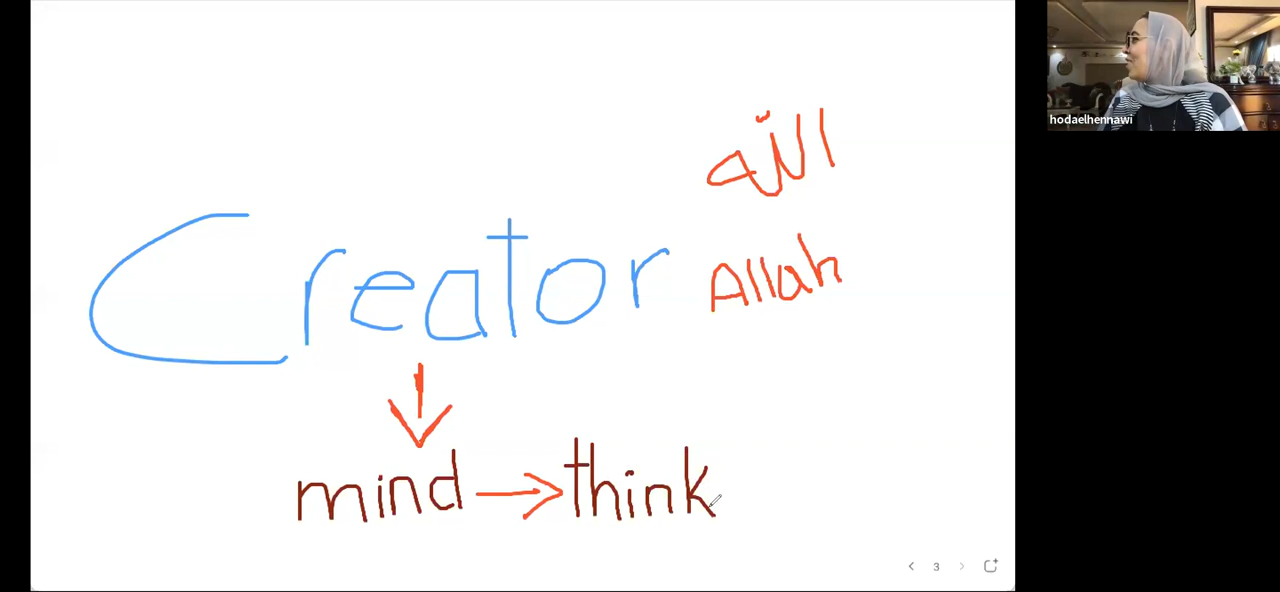 hodaelhennawi
الله
Creator
Allah
mind → think
3